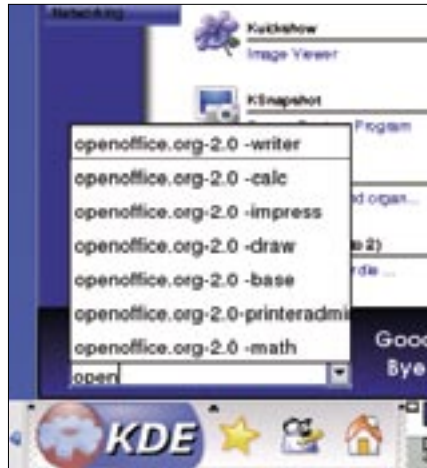 Networking
Kuickshow
Image Viewer
KSnapshot
Program
openoffice.org-2.0 -writer
openoffice.org-2.0 -calc
openoffice.org-2.0 -impress
nd organ...
openoffice.org-2.0 -draw
openoffice.org-2.0 -base
openoffice.org-2.0-printeradmi
openoffice.org-2.0 -math
Good
Bye
open
KDE